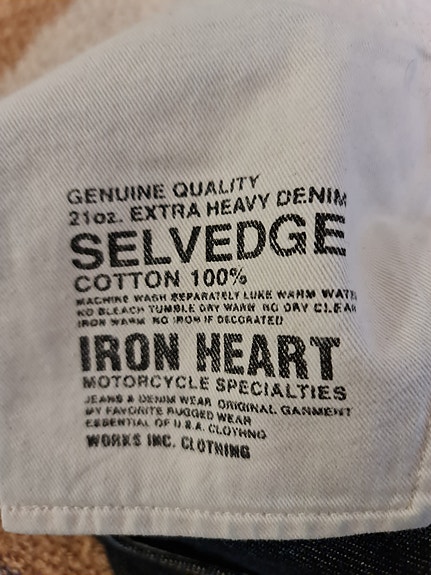 GENUINE QUALITY
21oz. EXTRA HEAVY DENIM
SELVEDGE
COTTON 100%
MACHINE WASH SEPARATELY LUKE WARM WATE
NO BLEACH TUMBLE DRY WARM NO DRY CLEAN
IRON WARM NO IRON IF DECORATED
IRON HEART
MOTORCYCLE SPECIALTIES
JEANS & DENIM WEAR ORIGINAL GARMENT
MY FAVORITE RUGGED WEAR
ESSENTIAL OF U.S.A. CLOTHNG
WORKS INC. CLOTHING